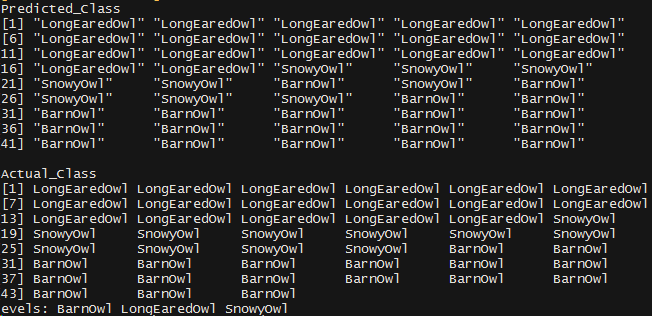 Predicted_Class
[1] "LongEaredOwl" "LongEaredOwl" "LongEaredOwl" "LongEaredOwl" "LongEaredOwl"
[6] "LongEaredOwl" "LongEaredOwl" "LongEaredOwl" "LongEaredOwl" "LongEaredOwl"
11] "LongEaredOwl" "LongEaredOwl" "LongEaredOwl" "LongEaredOwl" "LongEaredOwl"
16] "LongEaredOwl" "LongEaredOwl" "SnowyOwl" "SnowyOwl" "SnowyOwl"
21] "SnowyOwl" "SnowyOwl" "BarnOwl" "SnowyOwl" "BarnOwl"
26] "SnowyOwl" "SnowyOwl" "SnowyOwl" "BarnOwl" "BarnOwl"
31] "BarnOwl" "BarnOwl" "BarnOwl" "BarnOwl" "BarnOwl"
36] "BarnOwl" "BarnOwl" "BarnOwl" "BarnOwl" "BarnOwl"
41] "BarnOwl" "BarnOwl" "BarnOwl" "BarnOwl" "BarnOwl"
Actual_Class
[1] LongEaredOwl LongEaredOwl LongEaredOwl LongEaredOwl LongEaredOwl LongEaredOwl
[7] LongEaredOwl LongEaredOwl LongEaredOwl LongEaredOwl LongEaredOwl LongEaredOwl
13] LongEaredOwl LongEaredOwl LongEaredOwl LongEaredOwl LongEaredOwl SnowyOwl
19] SnowyOwl SnowyOwl SnowyOwl SnowyOwl SnowyOwl SnowyOwl
25] SnowyOwl SnowyOwl SnowyOwl SnowyOwl BarnOwl BarnOwl
31] BarnOwl BarnOwl BarnOwl BarnOwl BarnOwl BarnOwl
37] BarnOwl BarnOwl BarnOwl BarnOwl BarnOwl BarnOwl
43] BarnOwl BarnOwl BarnOwl
evels: BarnOwl LongEaredOwl SnowyOwl